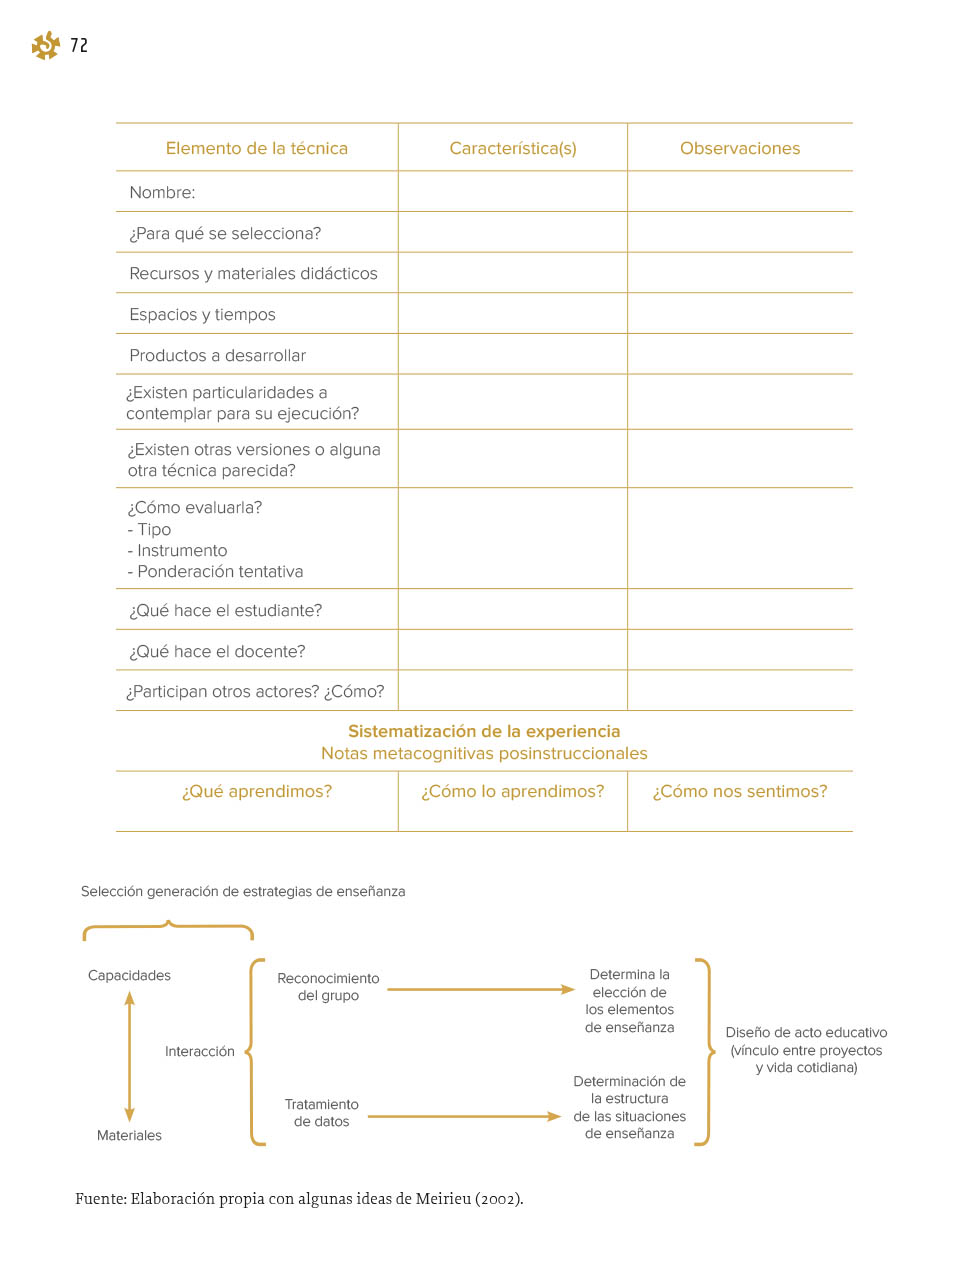 72
Elemento de la técnica
Característica(s)
Observaciones
Nombre:
¿Para qué se selecciona?
Recursos y materiales didácticos
Espacios y tiempos
Productos a desarrollar
¿Existen particularidades a
contemplar para su ejecución?
¿Existen otras versiones o alguna
otra técnica parecida?
¿Cómo evaluarla?
- Tipo
- Instrumento
- Ponderación tentativa
¿Qué hace el estudiante?
¿Qué hace el docente?
¿Participan otros actores? ¿Cómo?
Sistematización de la experiencia
Notas metacognitivas posinstruccionales
¿Qué aprendimos?
¿Cómo lo aprendimos?
¿Cómo nos sentimos?
Selección generación de estrategias de enseñanza
Capacidades
Interacción
Materiales
Reconocimiento
del grupo
Determina la
elección de
los elementos
de enseñanza
Tratamiento
de datos
Determinación de
la estructura
de las situaciones
de enseñanza
Diseño de acto educativo
(vínculo entre proyectos
y vida cotidiana)
Fuente: Elaboración propia con algunas ideas de Meirieu (2002).